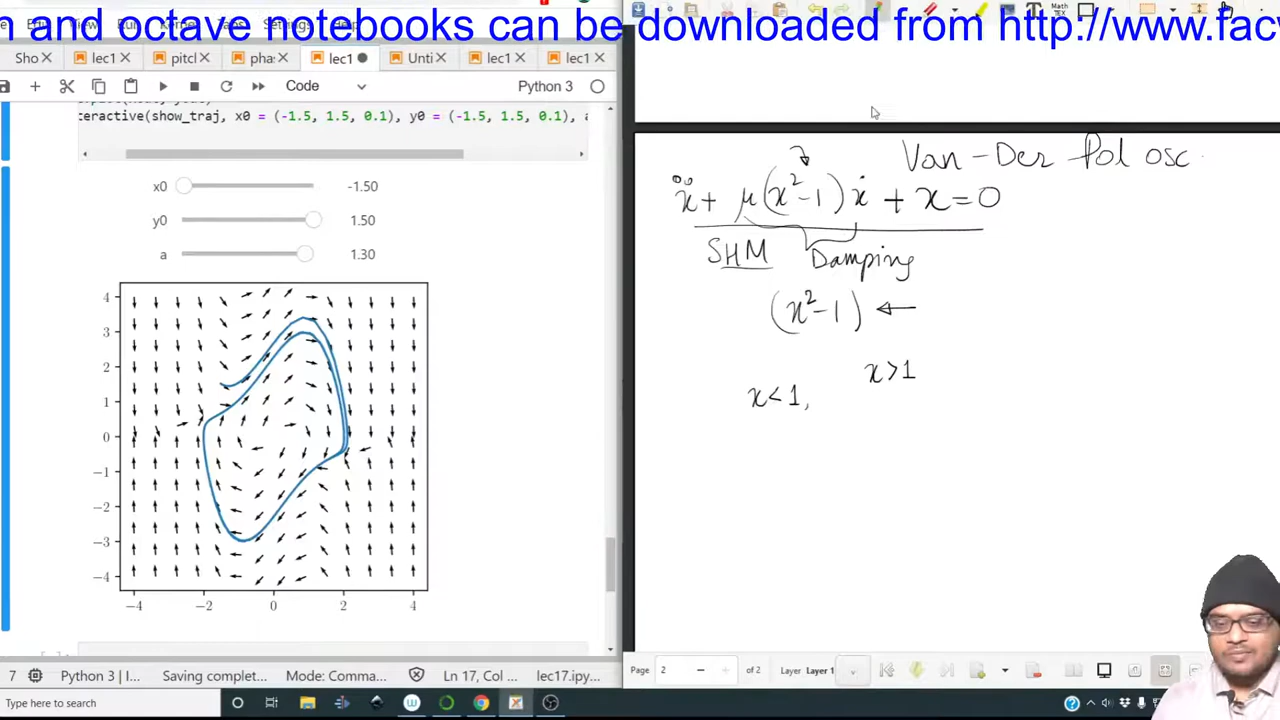 n and octave notebooks can be downloaded from http://www.fac
Sho
lec1
pitcl
pha:
lec1
Unti
lec1
lec1
Code
Python 3
teractive(show_traj, x0 = (-1.5, 1.5, 0.1), y0 = (-1.5, 1.5, 0.1), a
x0 -1.50
y0 1.50
a 1.30
4
3
2
1
0
−1
−2
−3
−4
−4 −2 0 2 4
Van-Der Pol osc
ẍ + μ(x²-1)ẋ + x = 0
SHM Damping
(x²-1) ←
x>1
x<1,
Page 2 of 2 Layer Layer 1
7 Python 3 | I... Saving complet... Mode: Comma... Ln 17, Col ... lec17.ipy...
Type here to search